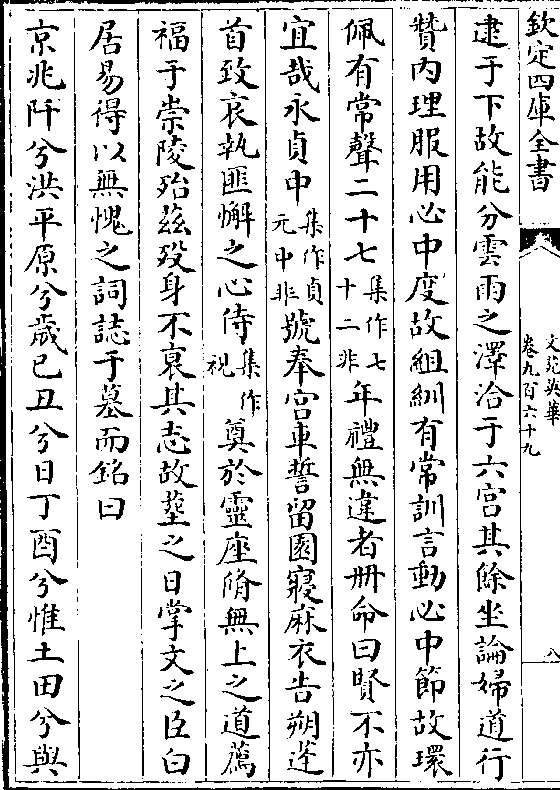 欽定四庫全書
文苑英華
卷九百六十九
八
逮于下故能分雲雨之澤洽于六宮其餘坐論婦道行
贊內理服用必中度故組紃有常訓言動必中節故環
佩有常聲二十七集作七十二非年禮無違者册命曰賢不亦
宜哉永貞中集作貞元中非號奉宮車誓留園寢麻衣告朔蓬
首致哀執匪懈之心侍集作祝奠於靈座脩無上之道薦
福于崇陵殆茲殁身不衰其志故塟之日掌文之臣白
居易得以無愧之詞誌于墓而銘曰
京兆阡兮洪平原兮歲已丑兮日丁酉兮惟土田兮與